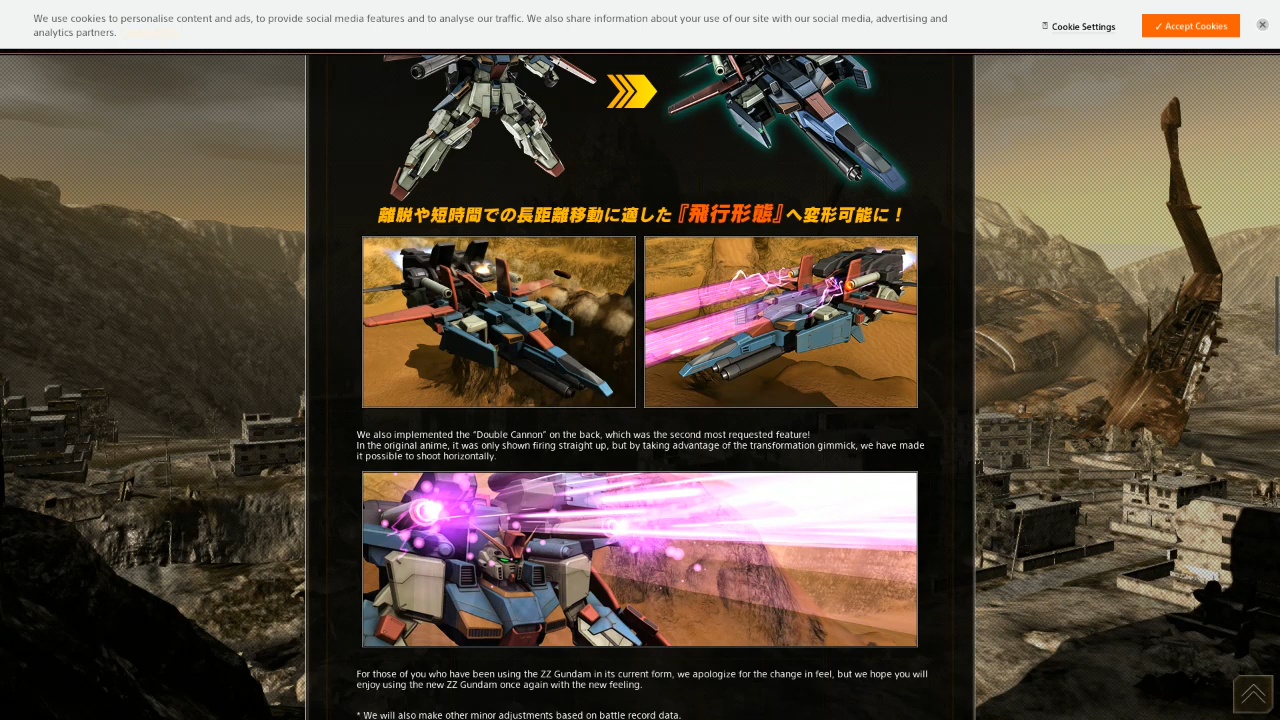 We use cookies to personalise content and ads, to provide social media features and to analyse our traffic. We also share information about your use of our site with our social media, advertising and
analytics partners.
Cookie Settings
✓ Accept Cookies
離脱や短時間での長距離移動に適した『飛行形態』へ変形可能に！
We also implemented the "Double Cannon" on the back, which was the second most requested feature!
In the original anime, it was only shown firing straight up, but by taking advantage of the transformation gimmick, we have made
it possible to shoot horizontally.
For those of you who have been using the ZZ Gundam in its current form, we apologize for the change in feel, but we hope you will
enjoy using the new ZZ Gundam once again with the new feeling.
* We will also make other minor adjustments based on battle record data.